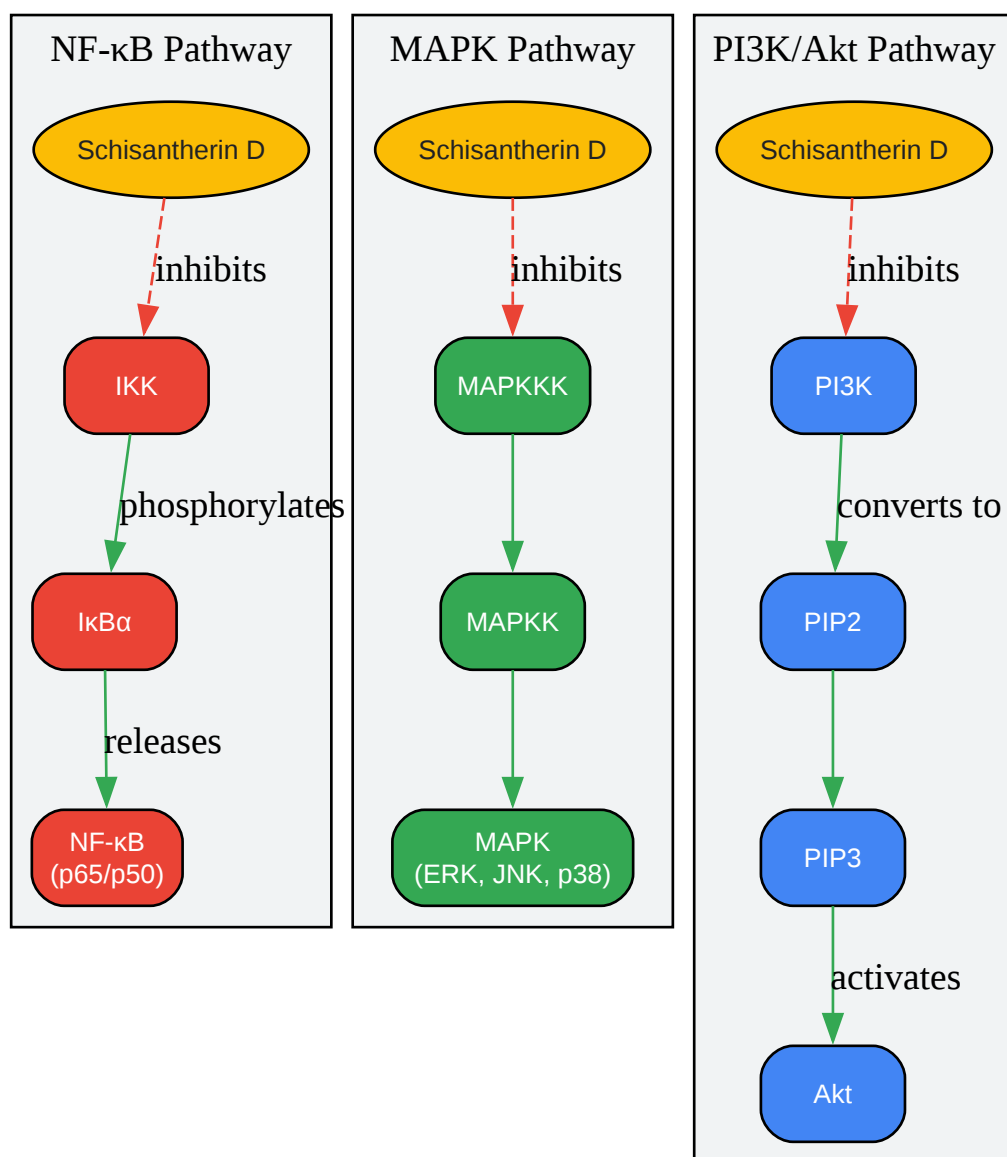 NF-κB Pathway
Schisantherin D
inhibits
IKK
phosphorylates
IκBα
releases
NF-κB
(p65/p50)
MAPK Pathway
Schisantherin D
inhibits
MAPKKK
MAPKK
MAPK
(ERK, JNK, p38)
PI3K/Akt Pathway
Schisantherin D
inhibits
PI3K
converts to
PIP2
PIP3
activates
Akt